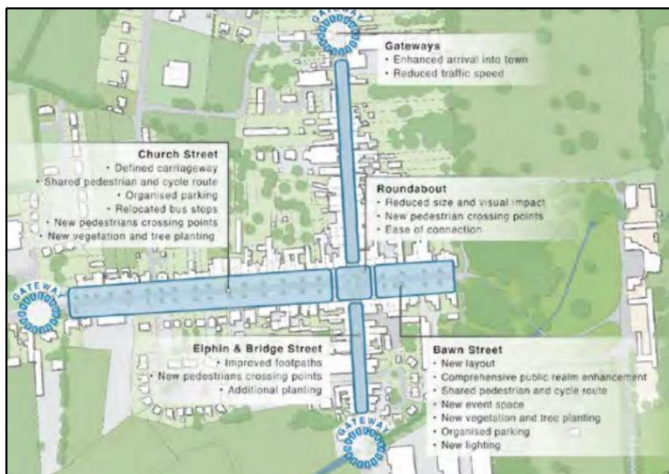 GATEWAY
Gateways
• Enhanced arrival into town
• Reduced traffic speed
Church Street
• Defined carriageway
• Shared pedestrian and cycle route
• Organised parking
• Relocated bus stops
• New pedestrians crossing points
• New vegetation and tree planting
Roundabout
• Reduced size and visual impact
• New pedestrian crossing points
• Ease of connection
GATEWAY
Elphin & Bridge Street
• Improved footpaths
• New pedestrians crossing points
• Additional planting
Bawn Street
• New layout
• Comprehensive public realm enhancement
• Shared pedestrian and cycle route
• New event space
• New vegetation and tree planting
• Organised parking
• New lighting
GATEWAY